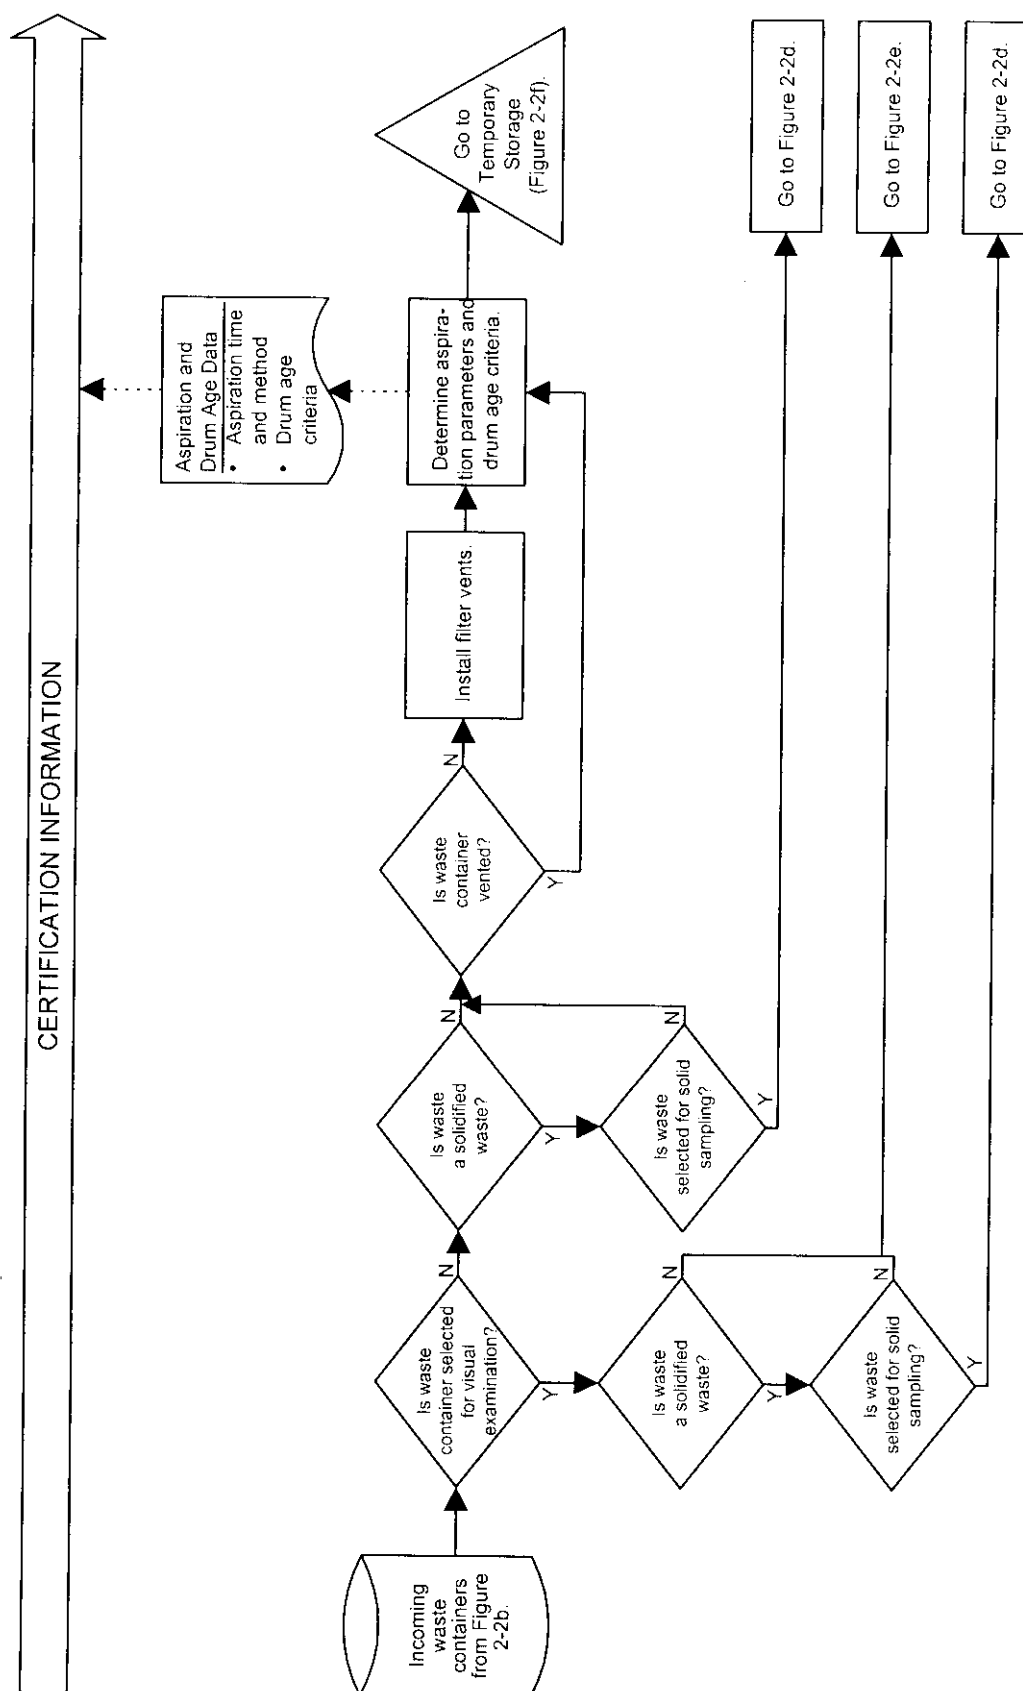 CERTIFICATION INFORMATION
Incoming
waste
containers
from Figure
2-2b.
Is waste
container selected
for visual
examination?
N
Y
Is waste
a solidified
waste?
N
Y
Is waste
selected for solid
sampling?
N
Y
Is waste
a solidified
waste?
N
Y
Is waste
selected for solid
sampling?
N
Y
Is waste
container
vented?
N
Y
Install filter vents.
Determine aspira-
tion parameters and
drum age criteria.
Aspiration and
Drum Age Data
• Aspiration time
and method
• Drum age
criteria
Go to
Temporary
Storage
(Figure 2-2f).
Go to Figure 2-2d.
Go to Figure 2-2e.
Go to Figure 2-2d.